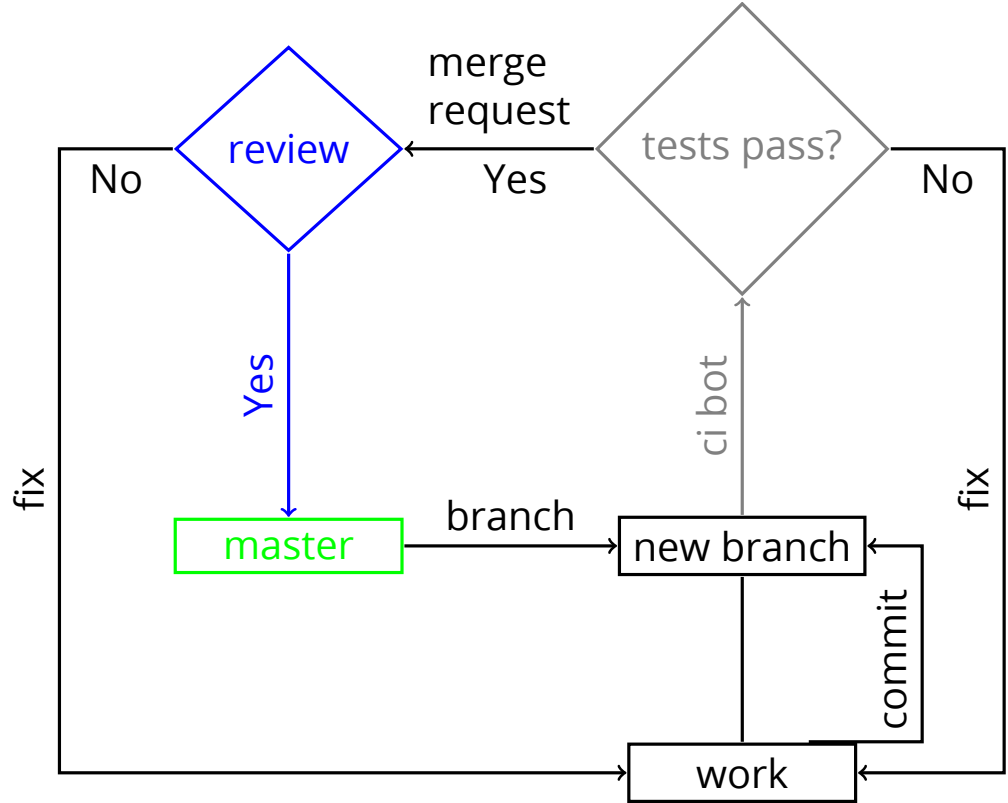 merge
request
review
tests pass?
No
Yes
No
Yes
ci bot
fix
fix
branch
master
new branch
commit
work